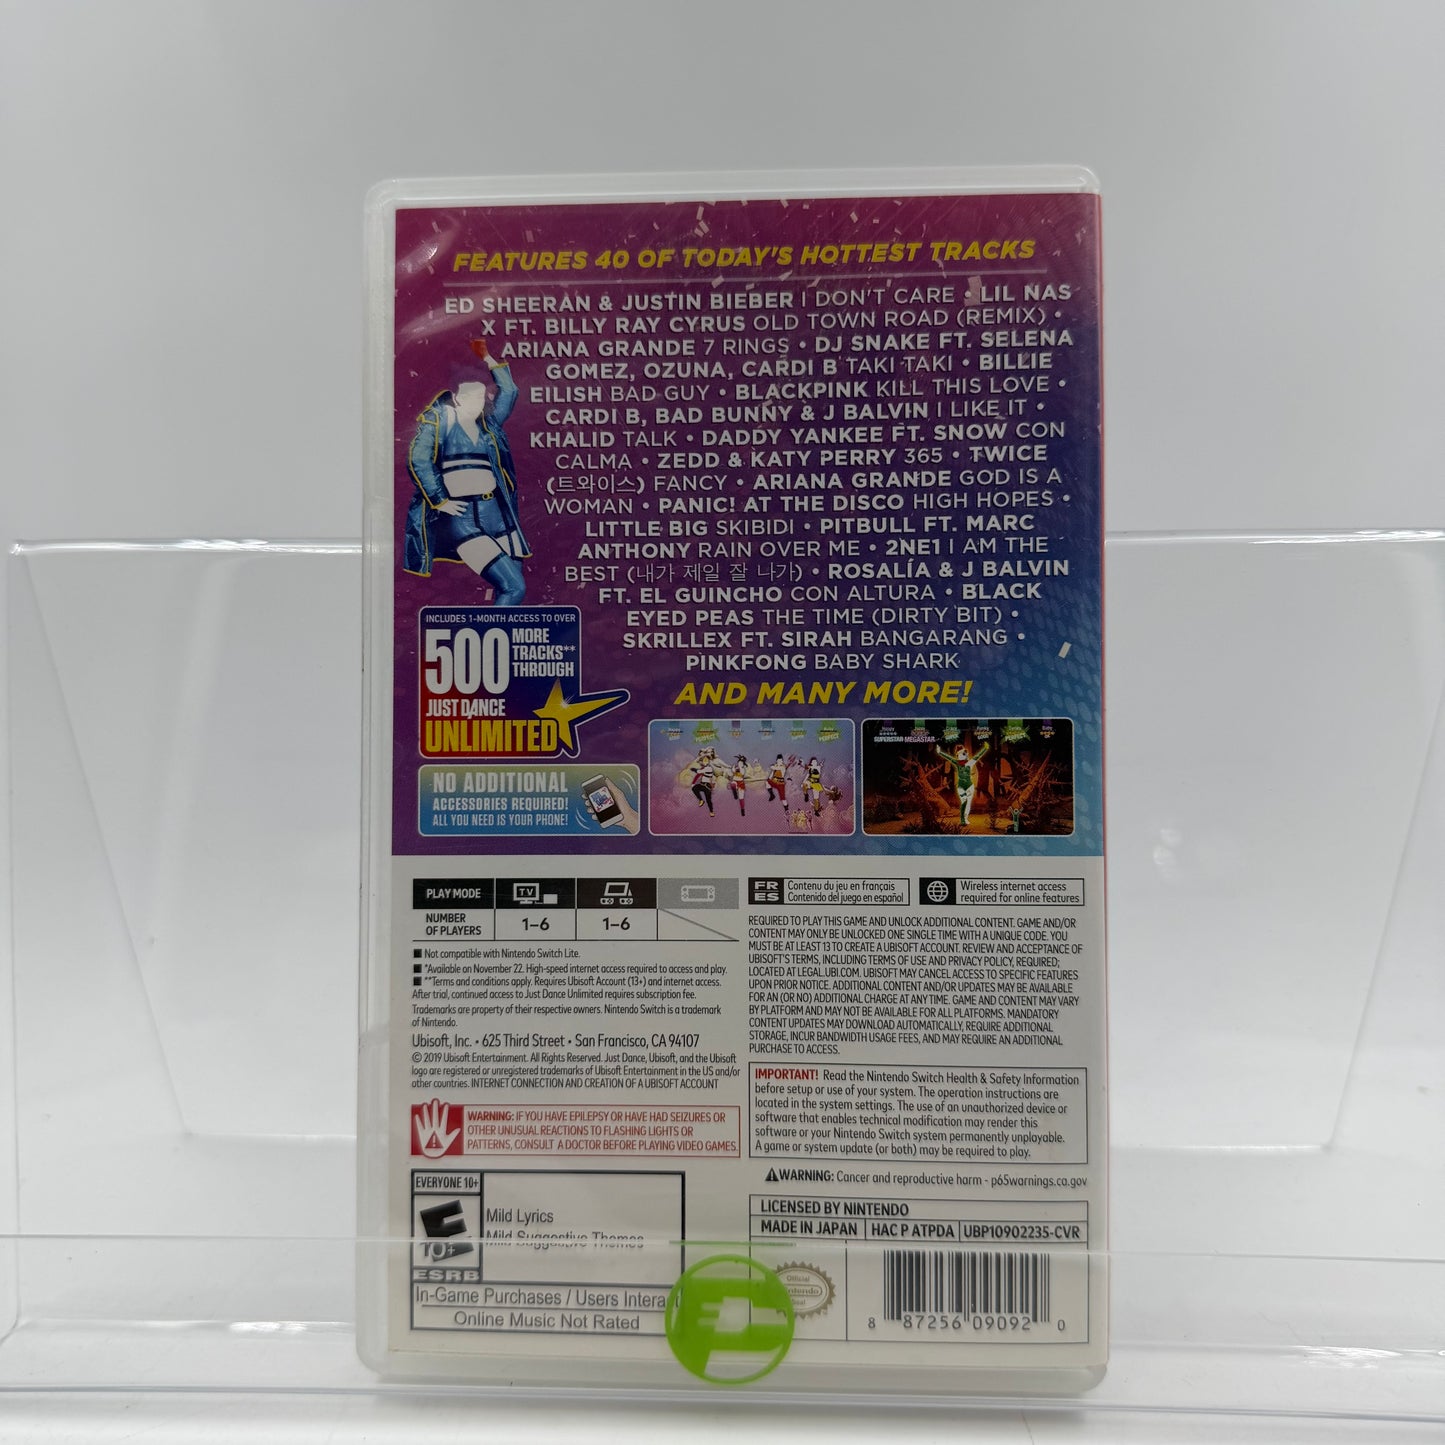 FEATURES 40 OF TODAY'S HOTTEST TRACKS
ED SHEERAN & JUSTIN BIEBER I DON'T CARE • LIL NAS
X FT. BILLY RAY CYRUS OLD TOWN ROAD (REMIX) •
ARIANA GRANDE 7 RINGS • DJ SNAKE FT. SELENA
GOMEZ, OZUNA, CARDI B TAKI TAKI • BILLIE
EILISH BAD GUY • BLACKPINK KILL THIS LOVE •
CARDI B, BAD BUNNY & J BALVIN I LIKE IT •
KHALID TALK • DADDY YANKEE FT. SNOW CON
CALMA • ZEDD & KATY PERRY 365 • TWICE
(트와이스) FANCY • ARIANA GRANDE GOD IS A
WOMAN • PANIC! AT THE DISCO HIGH HOPES •
LITTLE BIG SKIBIDI • PITBULL FT. MARC
ANTHONY RAIN OVER ME • 2NE1 I AM THE
BEST (내가 제일 잘 나가) • ROSALÍA & J BALVIN
FT. EL GUINCHO CON ALTURA • BLACK
EYED PEAS THE TIME (DIRTY BIT) •
SKRILLEX FT. SIRAH BANGARANG •
PINKFONG BABY SHARK
AND MANY MORE!
INCLUDES 1-MONTH ACCESS TO OVER
500 MORE
TRACKS**
THROUGH
JUST DANCE
UNLIMITED
NO ADDITIONAL
ACCESSORIES REQUIRED!
ALL YOU NEED IS YOUR PHONE!
SUPERSTAR MEGASTAR
PLAY MODE TV
NUMBER
OF PLAYERS 1-6 1-6
■ Not compatible with Nintendo Switch Lite.
■ *Available on November 22. High-speed internet access required to access and play.
■ **Terms and conditions apply. Requires Ubisoft Account (13+) and internet access.
After trial, continued access to Just Dance Unlimited requires subscription fee.
Trademarks are property of their respective owners. Nintendo Switch is a trademark
of Nintendo.
Ubisoft, Inc. • 625 Third Street • San Francisco, CA 94107
© 2019 Ubisoft Entertainment. All Rights Reserved. Just Dance, Ubisoft, and the Ubisoft
logo are registered or unregistered trademarks of Ubisoft Entertainment in the US and/or
other countries. INTERNET CONNECTION AND CREATION OF A UBISOFT ACCOUNT
WARNING: IF YOU HAVE EPILEPSY OR HAVE HAD SEIZURES OR
OTHER UNUSUAL REACTIONS TO FLASHING LIGHTS OR
PATTERNS, CONSULT A DOCTOR BEFORE PLAYING VIDEO GAMES.
EVERYONE 10+
E
10+
ESRB
Mild Lyrics
Mild Suggestive Themes
In-Game Purchases / Users Intera
Online Music Not Rated
FR
ES
Contenu du jeu en français
Contenido del juego en español
Wireless internet access
required for online features
REQUIRED TO PLAY THIS GAME AND UNLOCK ADDITIONAL CONTENT. GAME AND/OR
CONTENT MAY ONLY BE UNLOCKED ONE SINGLE TIME WITH A UNIQUE CODE. YOU
MUST BE AT LEAST 13 TO CREATE A UBISOFT ACCOUNT. REVIEW AND ACCEPTANCE OF
UBISOFT'S TERMS, INCLUDING TERMS OF USE AND PRIVACY POLICY, REQUIRED;
LOCATED AT LEGAL.UBI.COM. UBISOFT MAY CANCEL ACCESS TO SPECIFIC FEATURES
UPON PRIOR NOTICE. ADDITIONAL CONTENT AND/OR UPDATES MAY BE AVAILABLE
FOR AN (OR NO) ADDITIONAL CHARGE AT ANY TIME. GAME AND CONTENT MAY VARY
BY PLATFORM AND MAY NOT BE AVAILABLE FOR ALL PLATFORMS. MANDATORY
CONTENT UPDATES MAY DOWNLOAD AUTOMATICALLY, REQUIRE ADDITIONAL
STORAGE, INCUR BANDWIDTH USAGE FEES, AND MAY REQUIRE AN ADDITIONAL
PURCHASE TO ACCESS.
IMPORTANT! Read the Nintendo Switch Health & Safety Information
before setup or use of your system. The operation instructions are
located in the system settings. The use of an unauthorized device or
software that enables technical modification may render this
software or your Nintendo Switch system permanently unplayable.
A game or system update (or both) may be required to play.
WARNING: Cancer and reproductive harm - p65warnings.ca.gov
LICENSED BY NINTENDO
MADE IN JAPAN HAC P ATPDA UBP10902235-CVR
Official
Seal
8 87256 09092 0